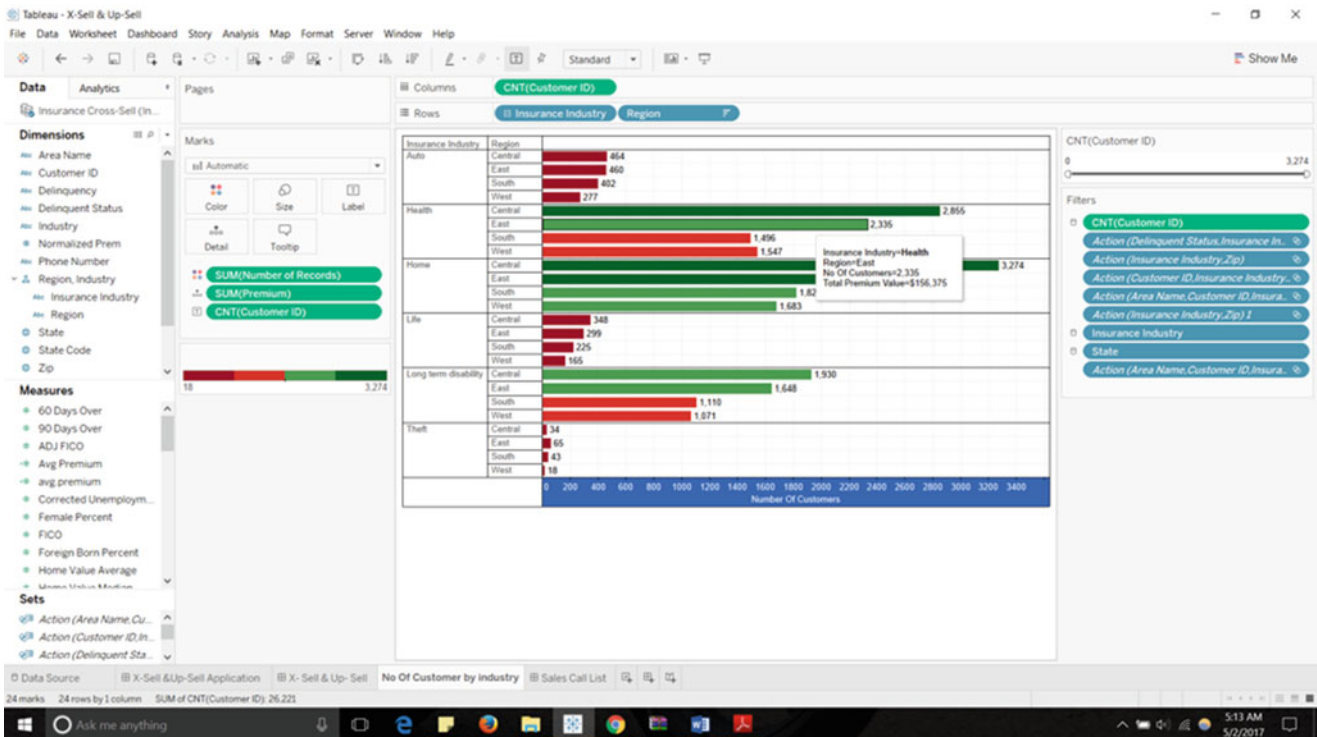 Tableau - X-Sell & Up-Sell
File Data Worksheet Dashboard Story Analysis Map Format Server Window Help
Standard
Show Me
Data
Analytics
Insurance Cross-Sell (In...
Dimensions
Area Name
Customer ID
Delinquency
Delinquent Status
Industry
Normalized Prem
Phone Number
Region, Industry
Insurance Industry
Region
State
State Code
Zip
Measures
60 Days Over
90 Days Over
ADJ FICO
Avg Premium
avg.premium
Corrected Unemploym...
Female Percent
FICO
Foreign Born Percent
Home Value Average
Home Value Median
Sets
Action (Area Name,Cu...
Action (Customer ID,In...
Action (Delinquent Sta...
Pages
Marks
Automatic
Color
Size
Label
Detail
Tooltip
SUM(Number of Records)
SUM(Premium)
CNT(Customer ID)
18
3,274
Columns
CNT(Customer ID)
Rows
Insurance Industry
Region
Insurance Industry Region
Auto Central 464
East 460
South 402
West 277
Health Central 2,855
East 2,335
South 1,496
West 1,547
Home Central 3,274
East
South 1,82
West 1,683
Life Central 348
East 299
South 225
West 165
Long term disability Central 1,930
East 1,648
South 1,110
West 1,071
Theft Central 34
East 65
South 43
West 18
0 200 400 600 800 1000 1200 1400 1600 1800 2000 2200 2400 2600 2800 3000 3200 3400
Number Of Customers
Insurance Industry=Health
Region=East
No Of Customers=2,335
Total Premium Value=$156,375
CNT(Customer ID)
0
3,274
Filters
CNT(Customer ID)
Action (Delinquent Status,Insurance In..
Action (Insurance Industry,Zip)
Action (Customer ID,Insurance Industry..
Action (Area Name,Customer ID,Insura..
Action (Insurance Industry,Zip) 1
Insurance Industry
State
Action (Area Name,Customer ID,Insura..
Data Source
X-Sell &Up-Sell Application
X- Sell & Up- Sell
No Of Customer by industry
Sales Call List
24 marks
24 rows by 1 column
SUM of CNT(Customer ID): 26,221
Ask me anything
5:13 AM
5/2/2017